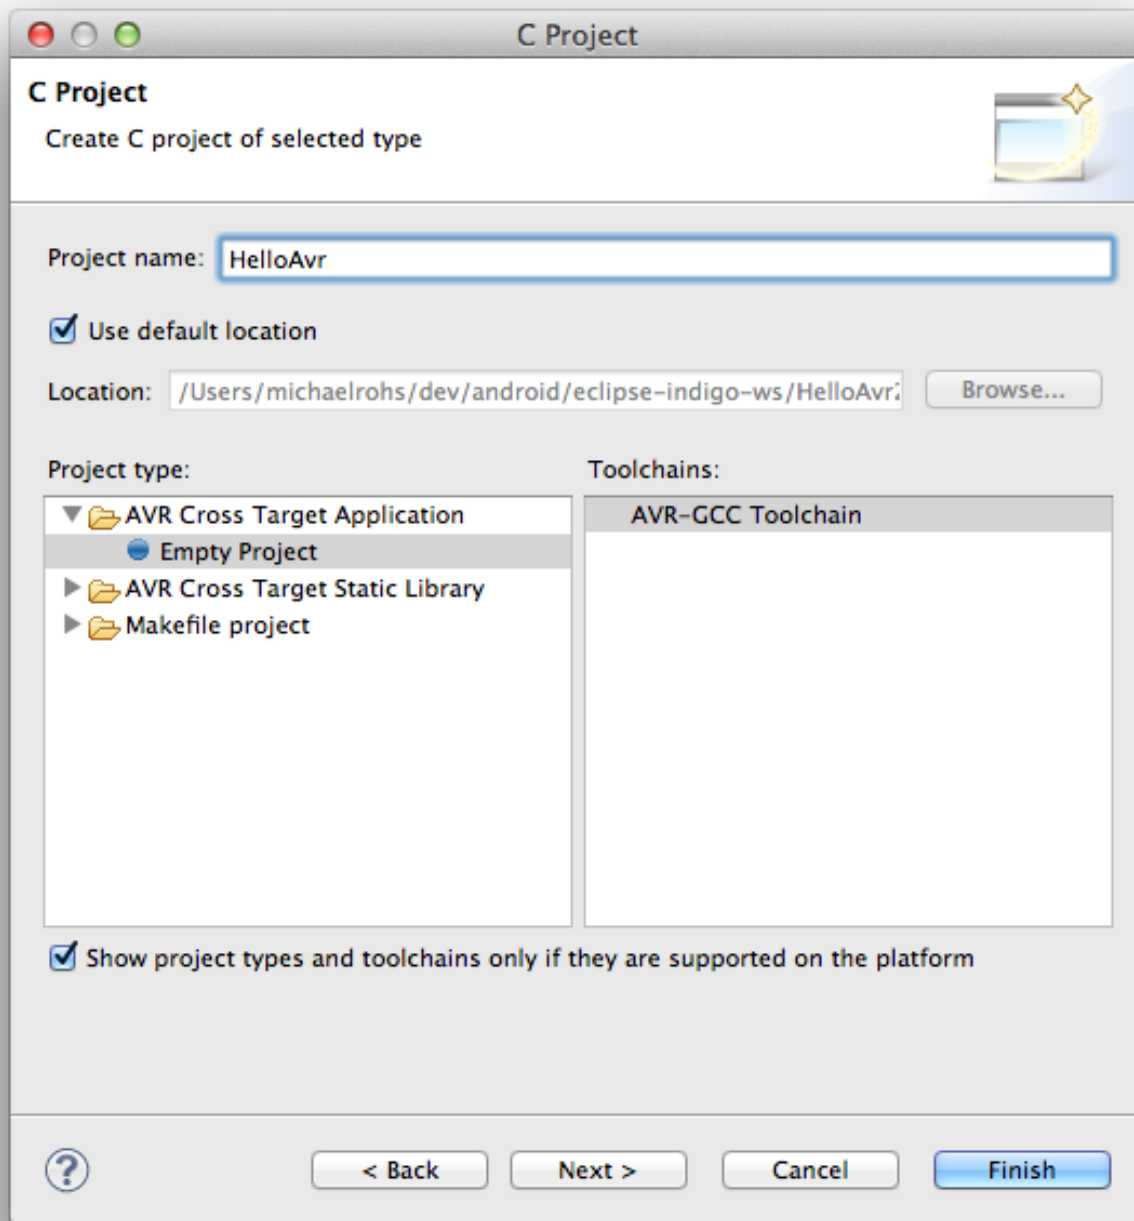 C Project
C Project
Create C project of selected type
Project name: HelloAvr
Use default location
Location: /Users/michaelrohs/dev/android/eclipse-indigo-ws/HelloAvr2 Browse...
Project type: Toolchains:
AVR Cross Target Application AVR-GCC Toolchain
Empty Project
AVR Cross Target Static Library
Makefile project
Show project types and toolchains only if they are supported on the platform
? < Back Next > Cancel Finish